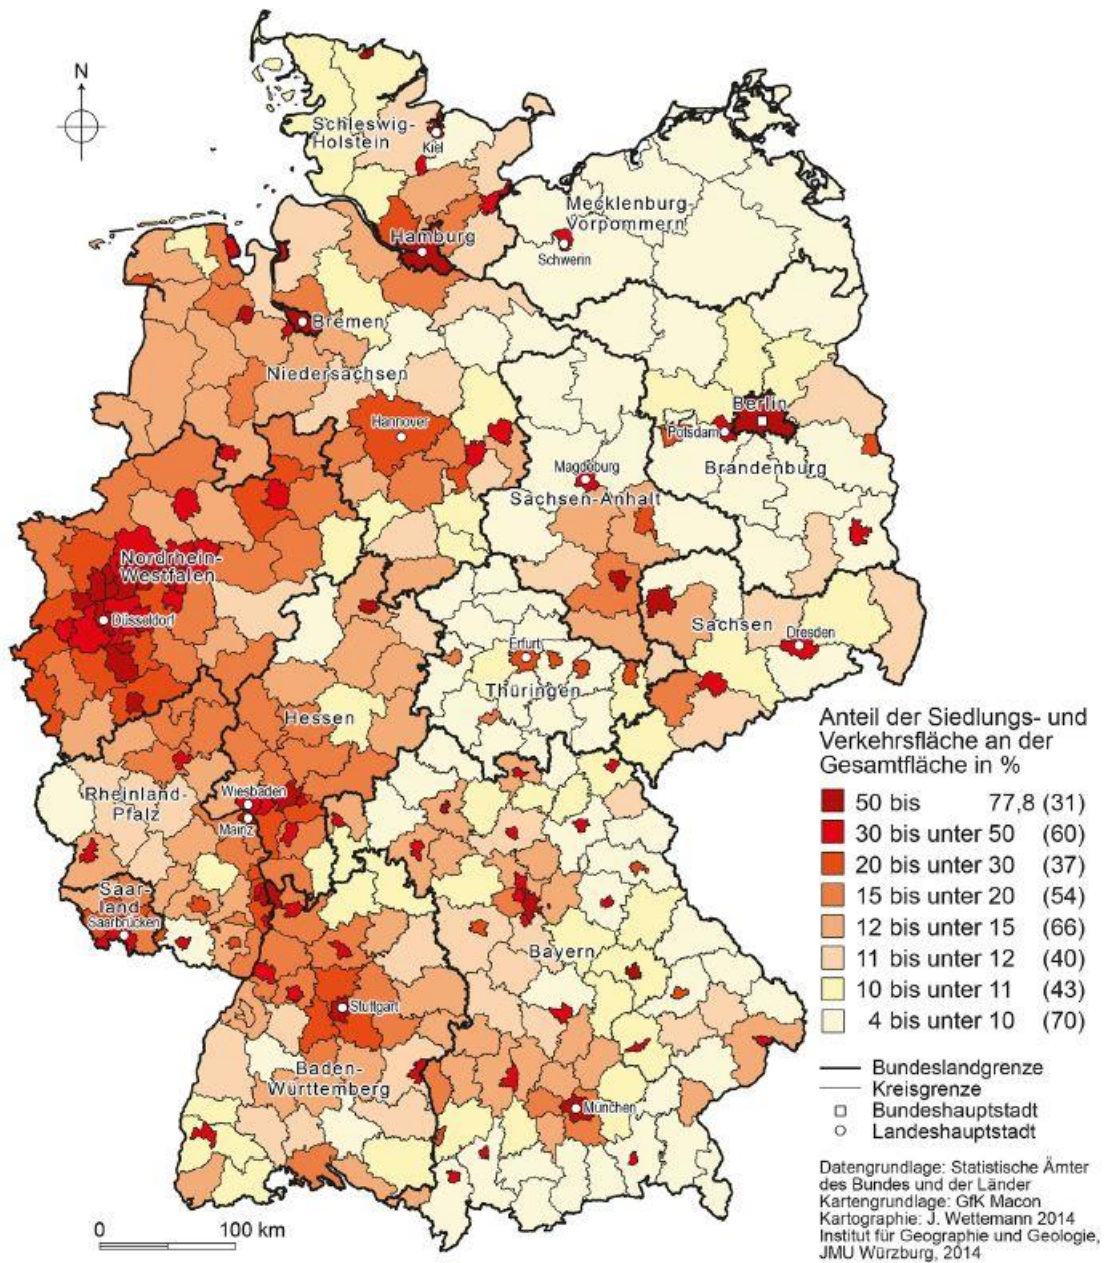 N
Schleswig-
Holstein
Kiel
Mecklenburg-
Vorpommern
Schwerin
Hamburg
Bremen
Niedersachsen
Hannover
Berlin
Potsdam
Brandenburg
Magdeburg
Sachsen-Anhalt
Nordrhein-
Westfalen
Düsseldorf
Sachsen
Dresden
Erfurt
Thüringen
Hessen
Wiesbaden
Rheinland-
Pfalz
Mainz
Saar-
land
Saarbrücken
Bayern
Stuttgart
Baden-
Württemberg
München
Anteil der Siedlungs- und
Verkehrsfläche an der
Gesamtfläche in %
50 bis 77,8 (31)
30 bis unter 50 (60)
20 bis unter 30 (37)
15 bis unter 20 (54)
12 bis unter 15 (66)
11 bis unter 12 (40)
10 bis unter 11 (43)
4 bis unter 10 (70)
Bundeslandgrenze
Kreisgrenze
Bundeshauptstadt
Landeshauptstadt
Datengrundlage: Statistische Ämter
des Bundes und der Länder
Kartengrundlage: GfK Macon
Kartographie: J. Wettemann 2014
Institut für Geographie und Geologie,
JMU Würzburg, 2014
0 100 km